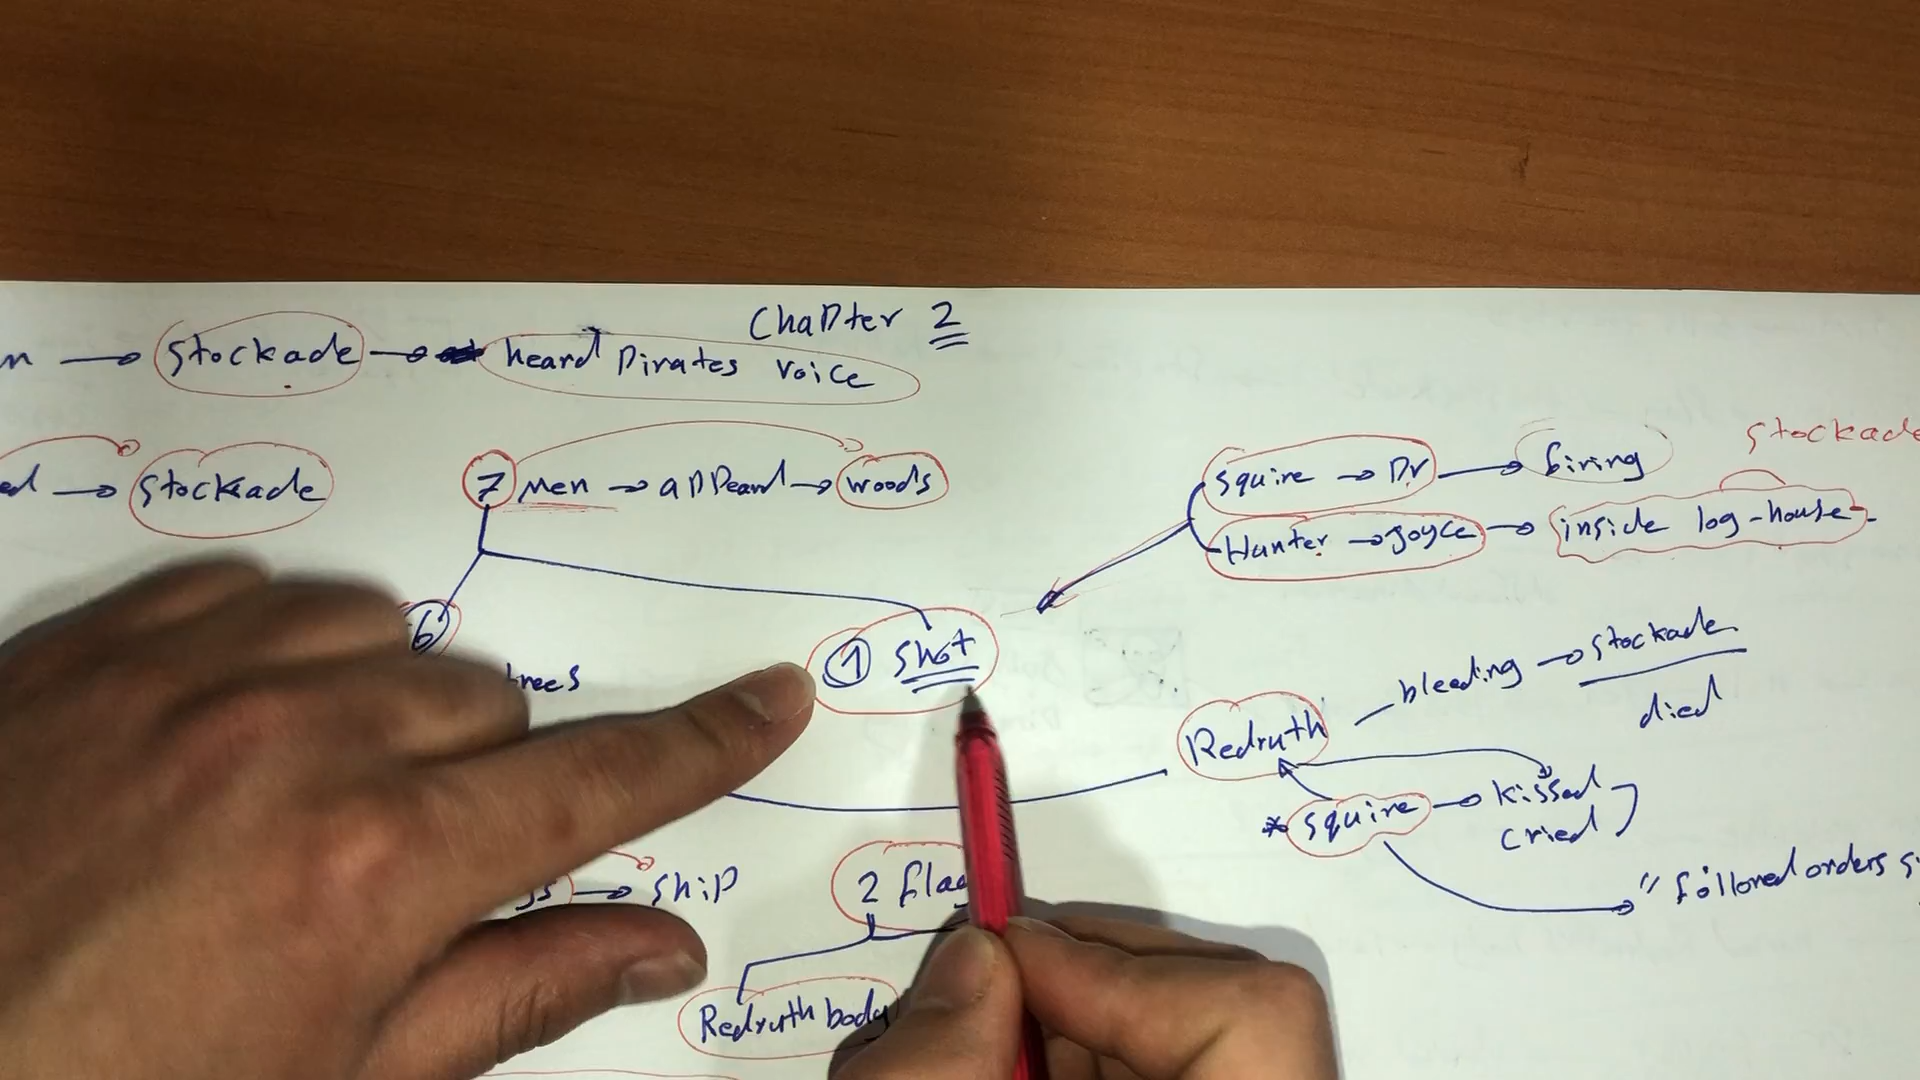 Chapter 2
n → stockade → heard Pirates voice
ed → stockade
7 men → appeard → woods
squire → Dr → firing
stockade
Hunter → Joyce → inside log-house
6
trees
1 shot
Redruth
bleeding → stockade
died
* squire → kissed
cried
" followed orders s
→ ship
2 flag
Redruth body